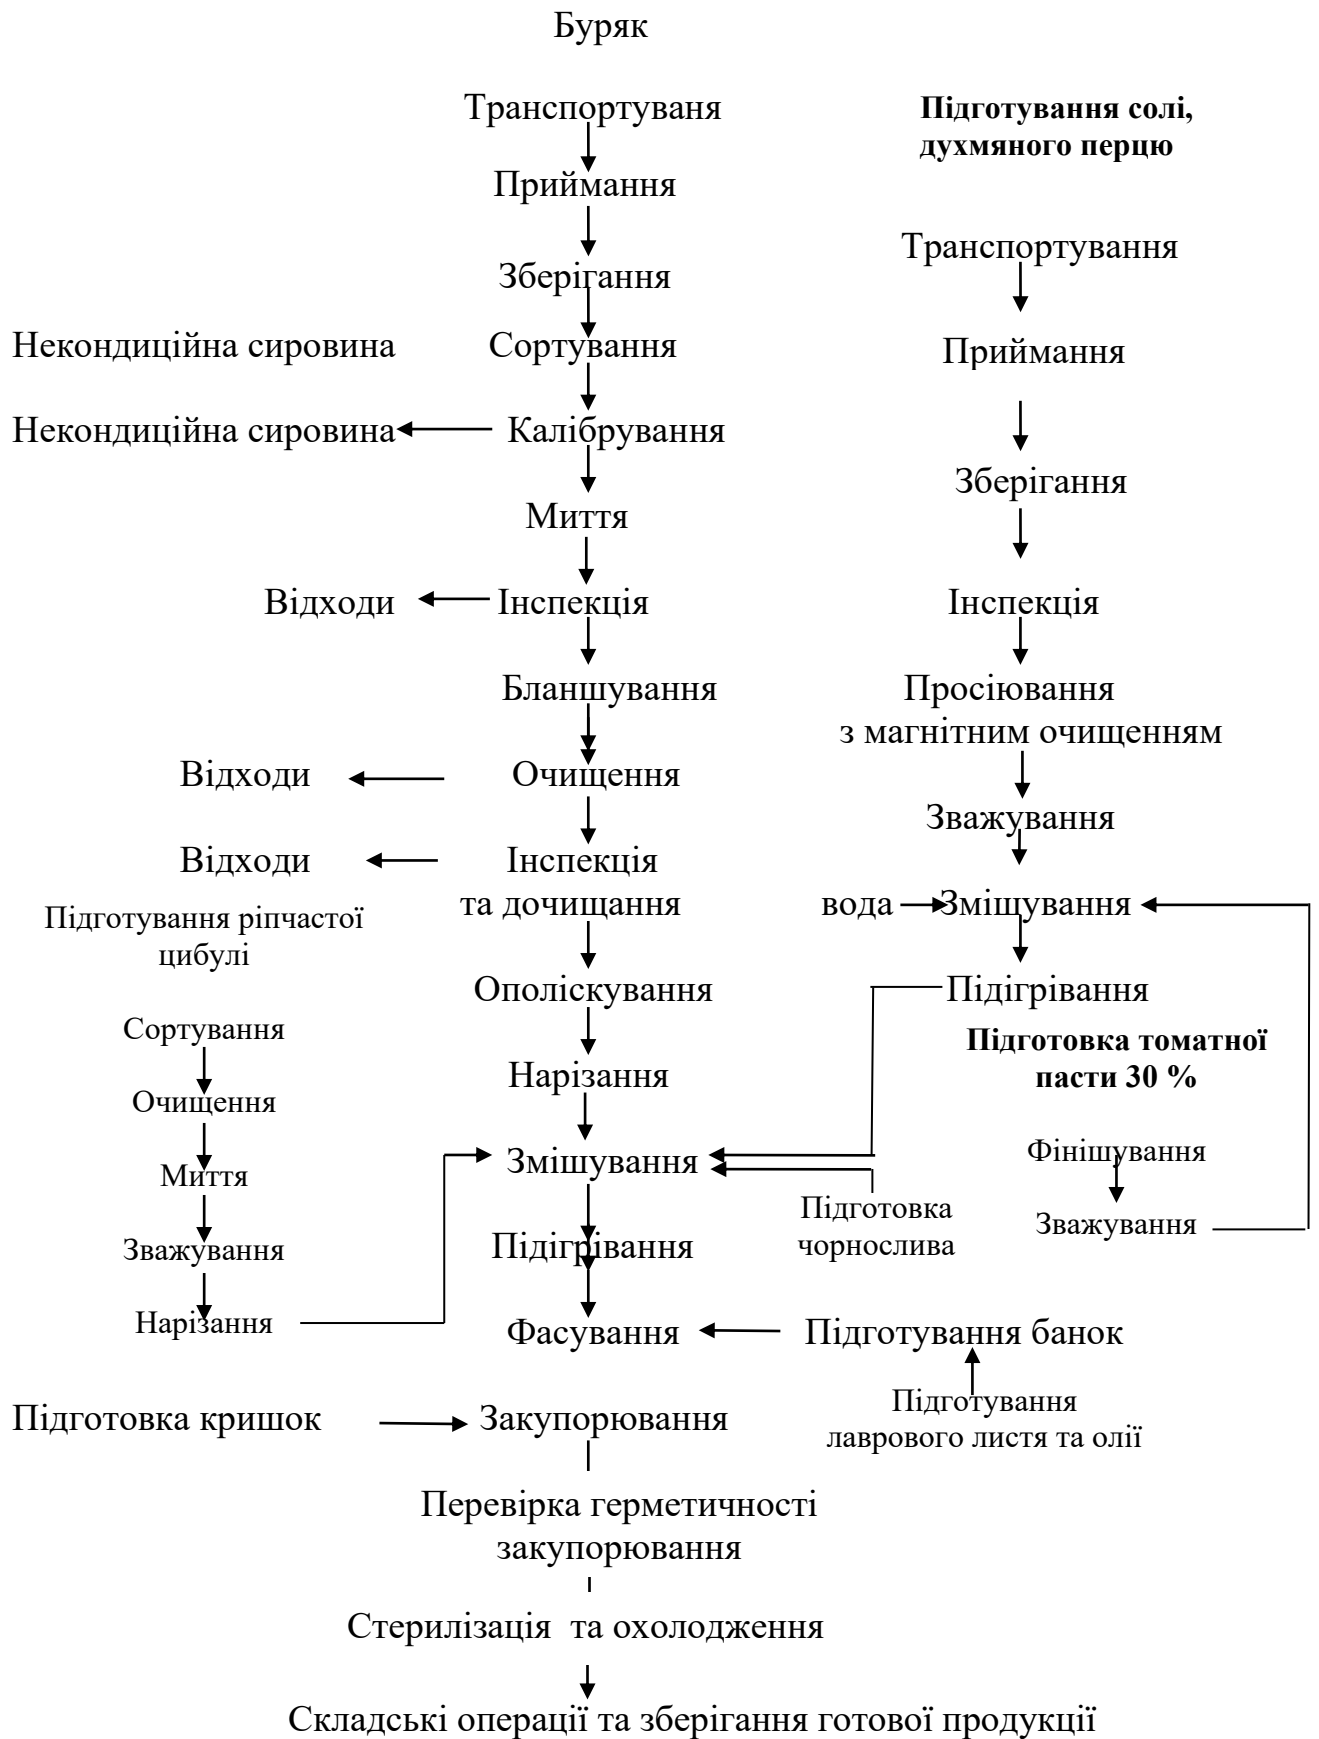 Буряк
Транспортуваня
Підготування солі,
духмяного перцю
Приймання
Транспортування
Зберігання
Некондиційна сировина
Сортування
Приймання
Некондиційна сировина
Калібрування
Зберігання
Миття
Відходи
Інспекція
Інспекція
Бланшування
Просіювання
з магнітним очищенням
Відходи
Очищення
Зважування
Відходи
Інспекція
та дочищання
вода
Змішування
Підготування ріпчастої
цибулі
Ополіскування
Підігрівання
Сортування
Підготовка томатної
пасти 30 %
Нарізання
Очищення
Змішування
Фінішування
Миття
Підготовка
чорнослива
Зважування
Зважування
Підігрівання
Нарізання
Фасування
Підготування банок
Підготування
лаврового листя та олії
Підготовка кришок
Закупорювання
Перевірка герметичності
закупорювання
Стерилізація та охолодження
Складські операції та зберігання готової продукції